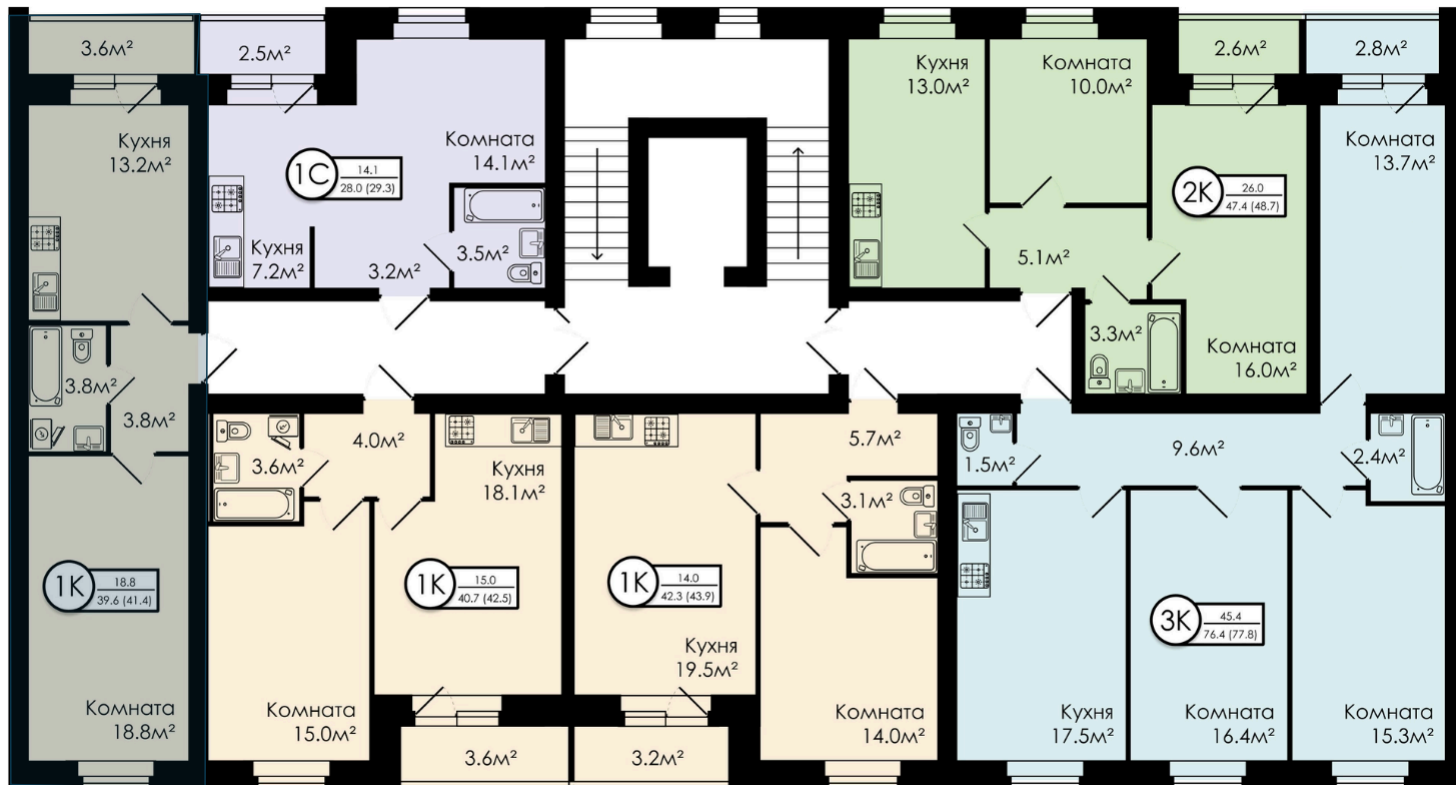 3.6м²
Кухня
13.2м²
3.8м²
3.8м²
1К
18.8
39.6 (41.4)
Комната
18.8м²
2.5м²
Комната
14.1м²
1С
14.1
28.0 (29.3)
Кухня
7.2м²
3.2м²
3.5м²
Кухня
13.0м²
Комната
10.0м²
2.6м²
5.1м²
3.3м²
2К
26.0
47.4 (48.7)
Комната
16.0м²
2.8м²
Комната
13.7м²
3.6м²
4.0м²
Кухня
18.1м²
1К
15.0
40.7 (42.5)
Комната
15.0м²
3.6м²
5.7м²
3.1м²
1К
14.0
42.3 (43.9)
Кухня
19.5м²
Комната
14.0м²
3.2м²
1.5м²
9.6м²
2.4м²
3К
45.4
76.4 (77.8)
Кухня
17.5м²
Комната
16.4м²
Комната
15.3м²